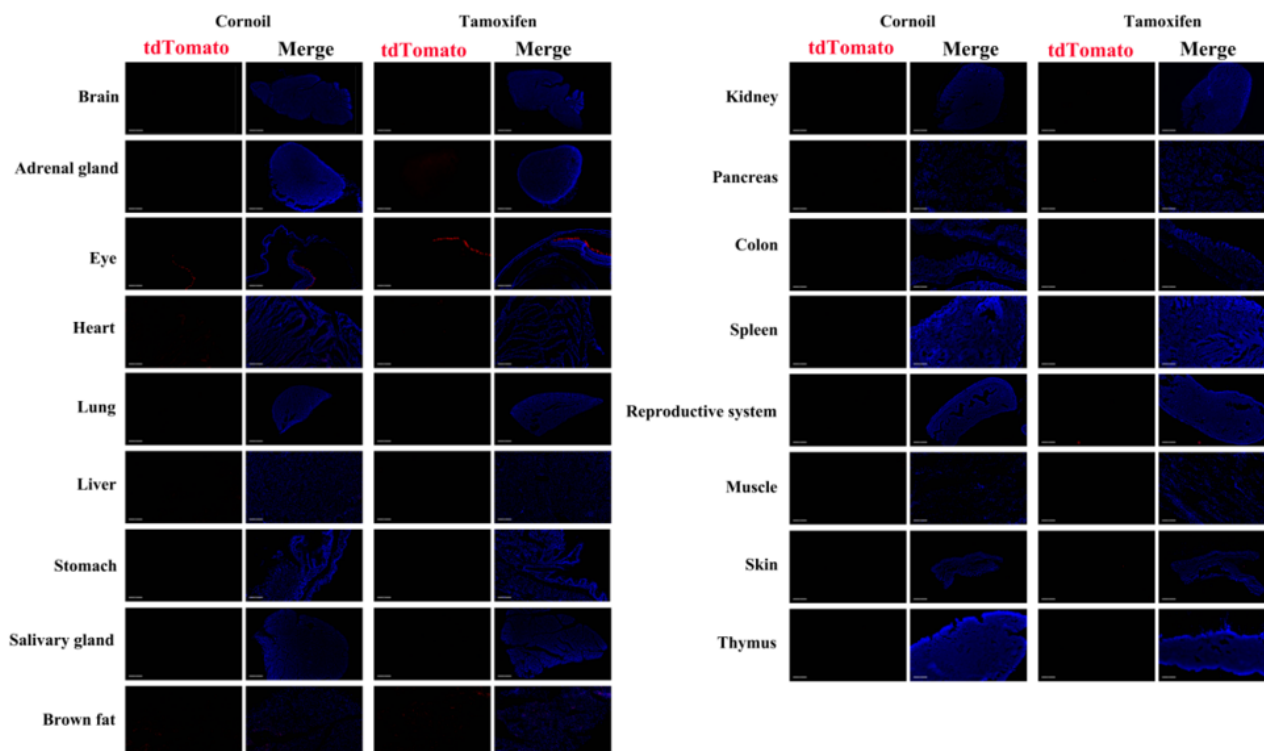 Cornoil Tamoxifen
tdTomato Merge tdTomato Merge
Brain
Adrenal gland
Eye
Heart
Lung
Liver
Stomach
Salivary gland
Brown fat
Cornoil Tamoxifen
tdTomato Merge tdTomato Merge
Kidney
Pancreas
Colon
Spleen
Reproductive system
Muscle
Skin
Thymus